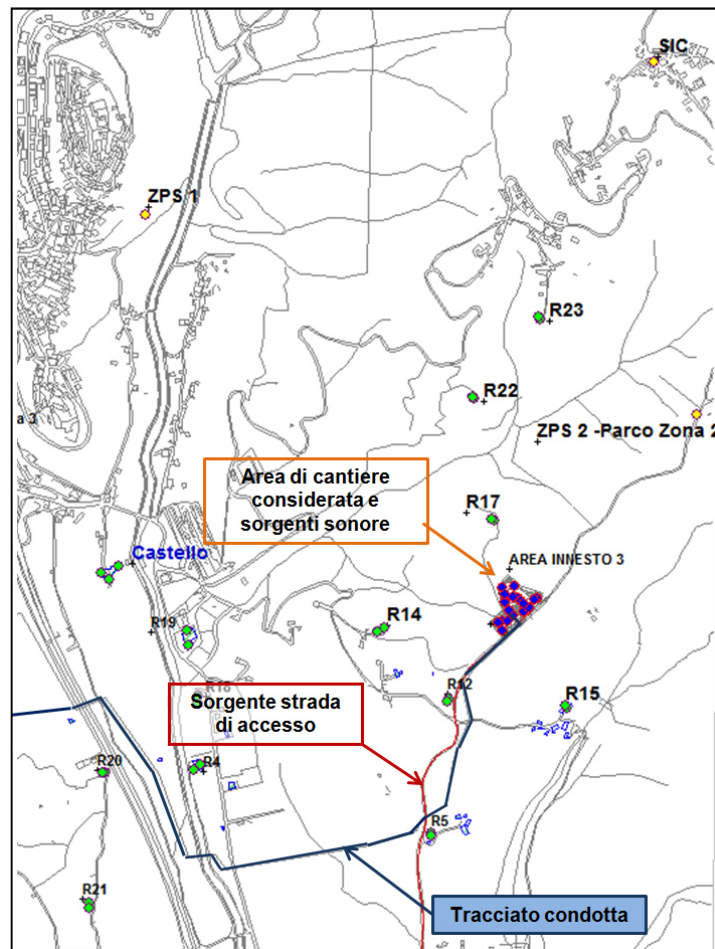 SIC
ZPS 1
R23
R22
a 3
ZPS 2 -Parco Zona 2
Area di cantiere
considerata e
sorgenti sonore
R17
Castello
AREA INNESTO 3
R19
R14
R12
R18
R15
Sorgente strada
di accesso
R20
R4
R5
R21
Tracciato condotta